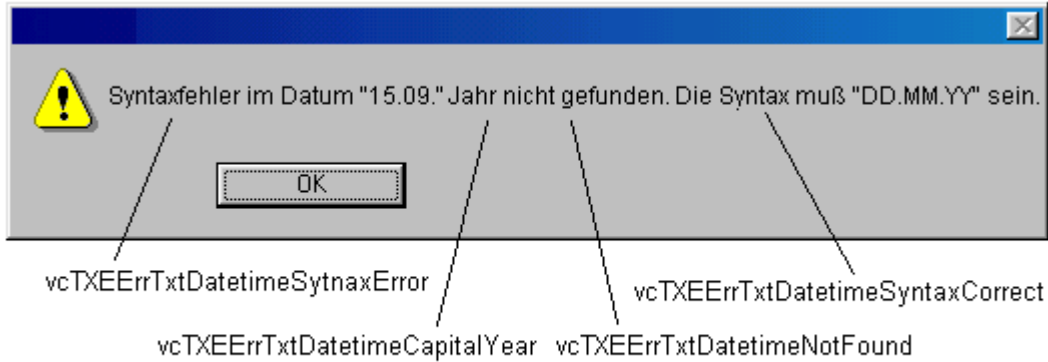 Syntaxfehler im Datum "15.09." Jahr nicht gefunden. Die Syntax muß "DD.MM.YY" sein.
OK
vcTXEErrTxtDatetimeSytnaxError
vcTXEErrTxtDatetimeSyntaxCorrect
vcTXEErrTxtDatetimeCapitalYear vcTXEErrTxtDatetimeNotFound